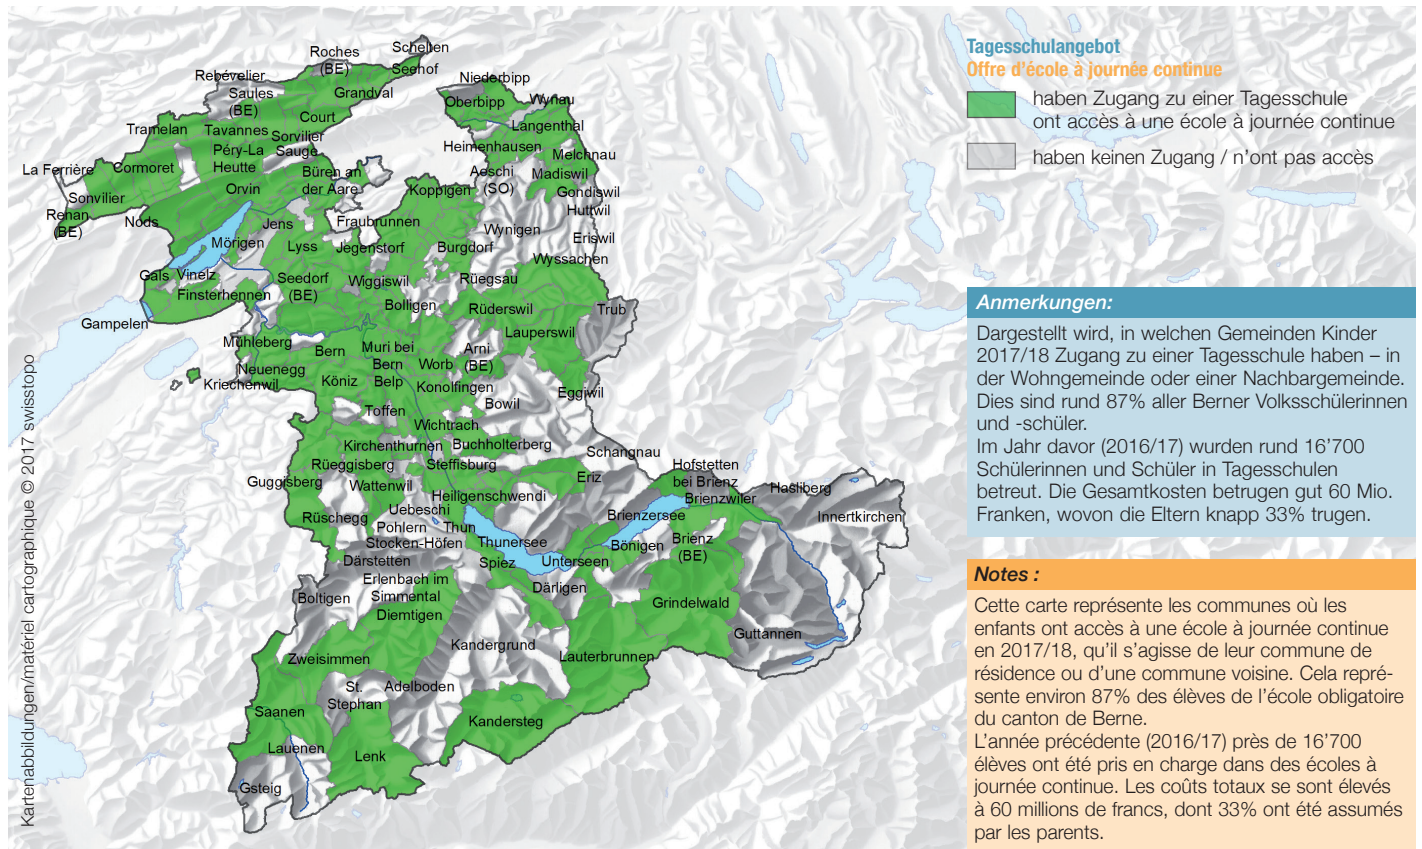 Roches
(BE)
Schelten
Seehof
Rebévelier
Saules
(BE)
Grandval
Niederbipp
Oberbipp
Wynau
Court
Langenthal
Tramelan
Tavannes
Sorvilier
Heimenhausen
Melchnau
Péry-La
Heutte
Sauge
La Ferrière
Cormoret
Büren an
der Aare
Aeschi
(SO)
Madiswil
Gondiswil
Orvin
Koppigen
Sonvilier
Huttwil
Renan
(BE)
Nods
Jens
Fraubrunnen
Wynigen
Eriswil
Mörigen
Lyss
Jegenstorf
Burgdorf
Wyssachen
Gals
Vinelz
Seedorf
(BE)
Wiggiswil
Rüegsau
Finsterhennen
Bolligen
Rüderswil
Trub
Gampelen
Lauperswil
Mühleberg
Bern
Muri bei
Bern
Arni
(BE)
Neuenegg
Worb
Kriechenwil
Köniz
Belp
Konolfingen
Eggiwil
Toffen
Bowil
Wichtrach
Kirchenthurnen
Buchholterberg
Schangnau
Rüeggisberg
Steffisburg
Hofstetten
bei Brienz
Guggisberg
Wattenwil
Eriz
Hasliberg
Heiligenschwendi
Brienzwiler
Uebeschi
Rüschegg
Brienzersee
Innertkirchen
Pohlern
Thun
Stocken-Höfen
Thunersee
Bönigen
Brienz
(BE)
Därstetten
Spiez
Unterseen
Erlenbach im
Simmental
Därligen
Boltigen
Diemtigen
Grindelwald
Guttannen
Kandergrund
Zweisimmen
Lauterbrunnen
St.
Stephan
Adelboden
Saanen
Kandersteg
Lauenen
Lenk
Gsteig
Kartenabbildungen/matériel cartographique © 2017 swisstopo
Tagesschulangebot
Offre d'école à journée continue
haben Zugang zu einer Tagesschule
ont accès à une école à journée continue
haben keinen Zugang / n'ont pas accès
Anmerkungen:
Dargestellt wird, in welchen Gemeinden Kinder
2017/18 Zugang zu einer Tagesschule haben – in
der Wohngemeinde oder einer Nachbargemeinde.
Dies sind rund 87% aller Berner Volksschülerinnen
und -schüler.
Im Jahr davor (2016/17) wurden rund 16'700
Schülerinnen und Schüler in Tagesschulen
betreut. Die Gesamtkosten betrugen gut 60 Mio.
Franken, wovon die Eltern knapp 33% trugen.
Notes :
Cette carte représente les communes où les
enfants ont accès à une école à journée continue
en 2017/18, qu'il s'agisse de leur commune de
résidence ou d'une commune voisine. Cela repré-
sente environ 87% des élèves de l'école obligatoire
du canton de Berne.
L'année précédente (2016/17) près de 16'700
élèves ont été pris en charge dans des écoles à
journée continue. Les coûts totaux se sont élevés
à 60 millions de francs, dont 33% ont été assumés
par les parents.